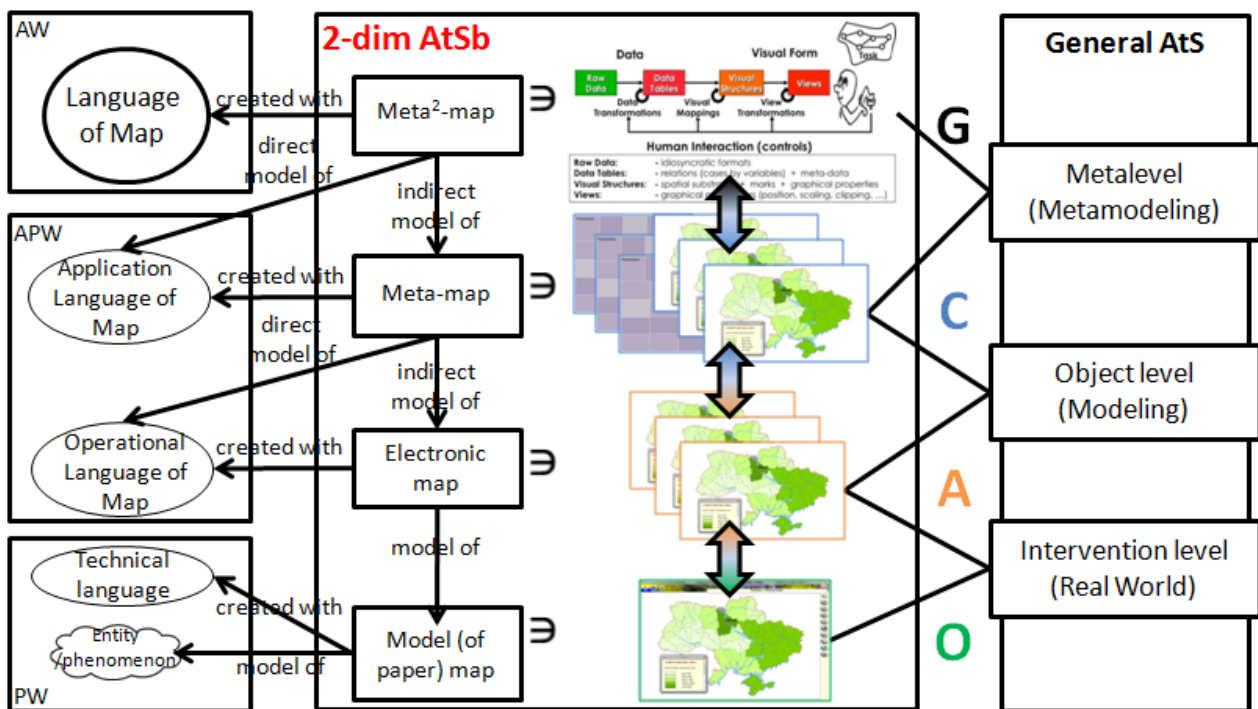 AW
Language
of Map
created with
direct
model of
APW
Application
Language of
Map
created with
direct
model of
Operational
Language of
Map
created with
Technical
language
created with
Entity
/phenomenon
model of
PW
2-dim AtSb
Meta²-map
∋
indirect
model of
Meta-map
∋
indirect
model of
Electronic
map
∋
model of
Model (of
paper) map
∋
Data
Visual Form
Task
Raw
Data
Data
Tables
Visual
Structures
Views
Data
Transformations
Visual
Mappings
View
Transformations
Human Interaction (controls)
Raw Data: - idiosyncratic formats
Data Tables: - relations (cases by variables) + meta-data
Visual Structures: - spatial + marks + graphical properties
Views: - graphical (position, scaling, clipping, ...)
G
C
A
O
General AtS
Metalevel
(Metamodeling)
Object level
(Modeling)
Intervention level
(Real World)